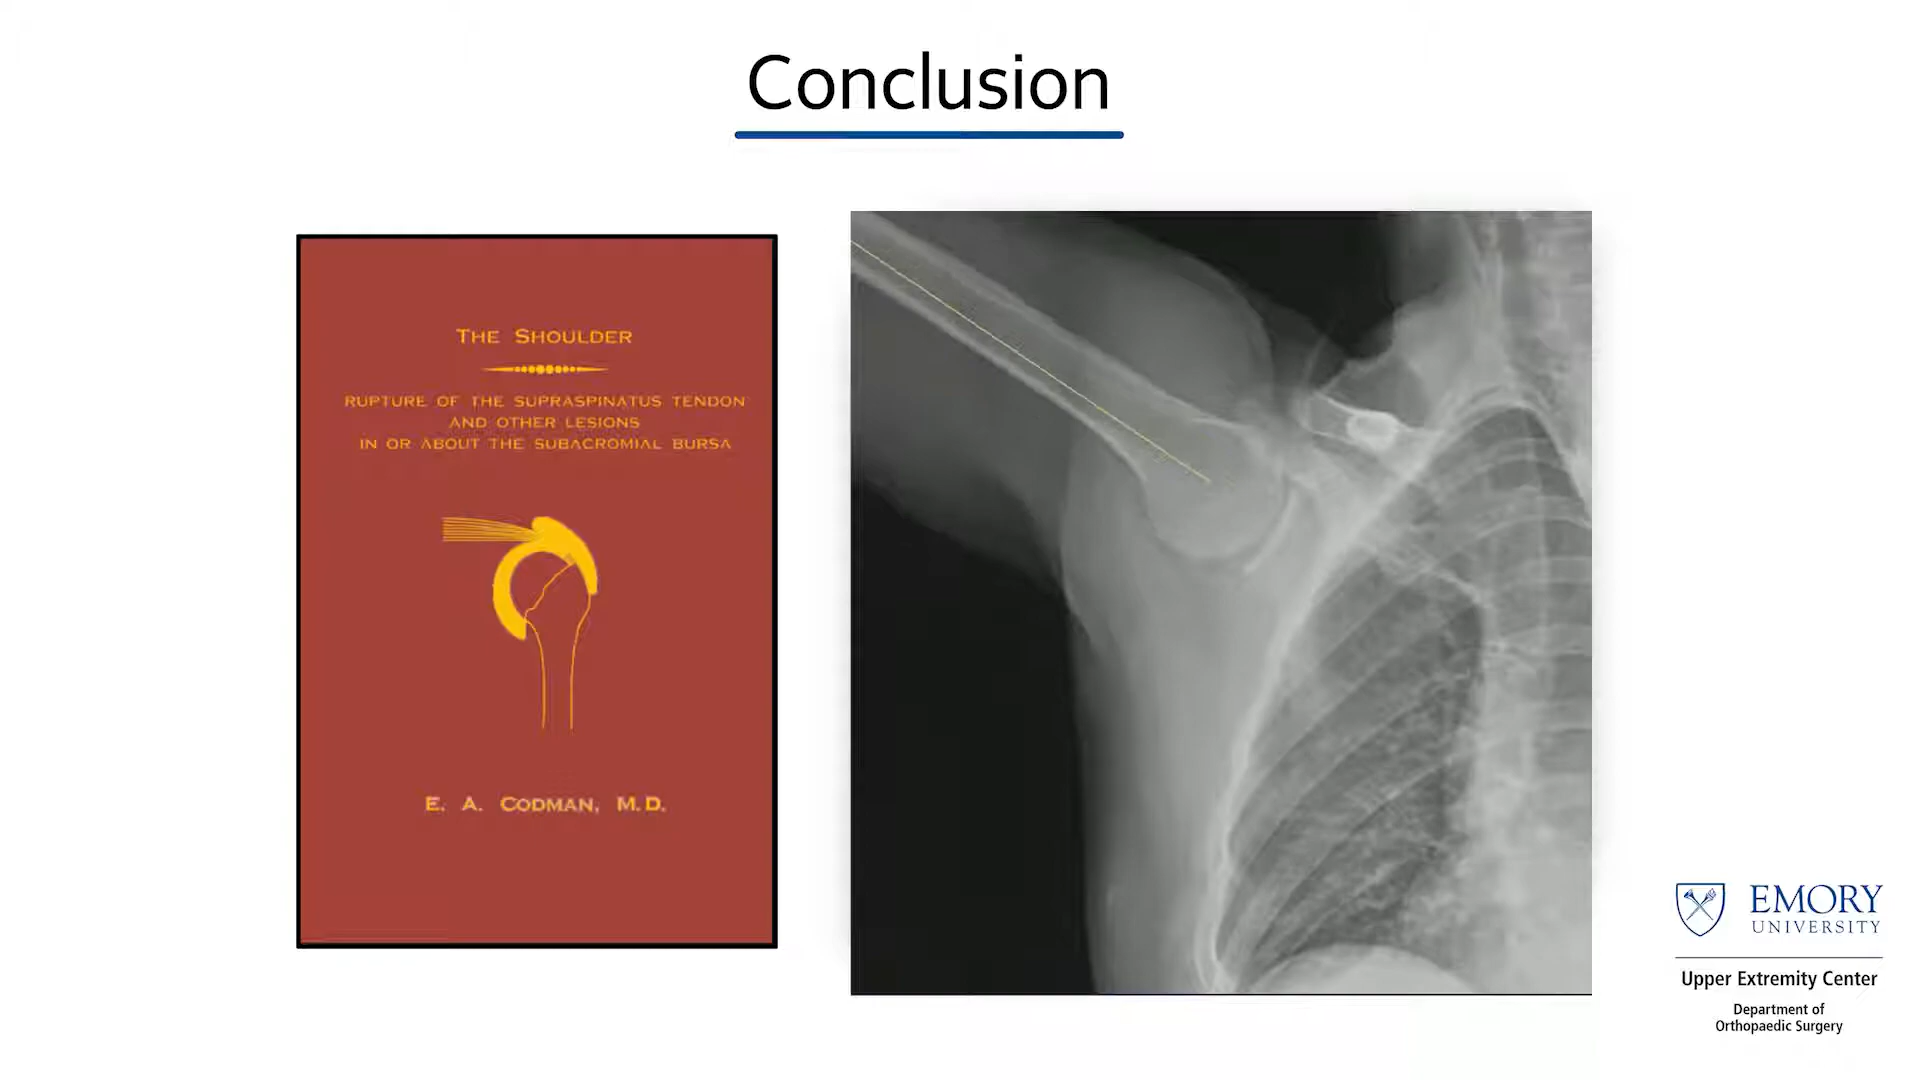 Conclusion
The Shoulder
RUPTURE OF THE SUPRASPINATUS TENDON
AND OTHER LESIONS
IN OR ABOUT THE SUBACROMIAL BURSA
E. A. CODMAN, M.D.
EMORY
UNIVERSITY
Upper Extremity Center
Department of
Orthopaedic Surgery